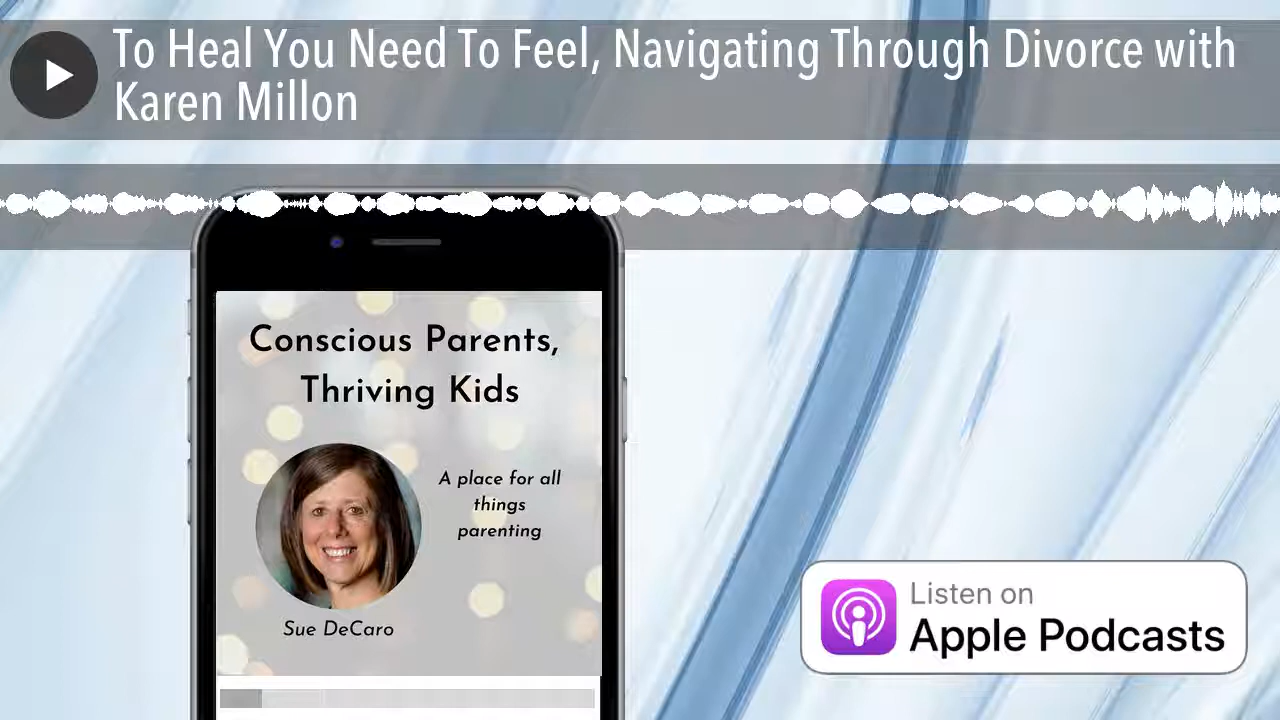 To Heal You Need To Feel, Navigating Through Divorce with
Karen Millon
Conscious Parents,
Thriving Kids
A place for all
things
parenting
Sue DeCaro
Listen on
Apple Podcasts